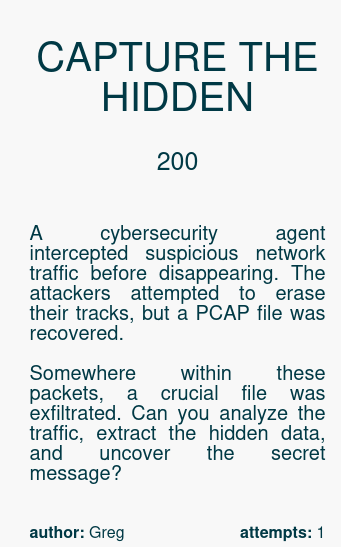 CAPTURE THE
HIDDEN
200
A cybersecurity agent
intercepted suspicious network
traffic before disappearing. The
attackers attempted to erase
their tracks, but a PCAP file was
recovered.
Somewhere within these
packets, a crucial file was
exfiltrated. Can you analyze the
traffic, extract the hidden data,
and uncover the secret
message?
author: Greg attempts: 1